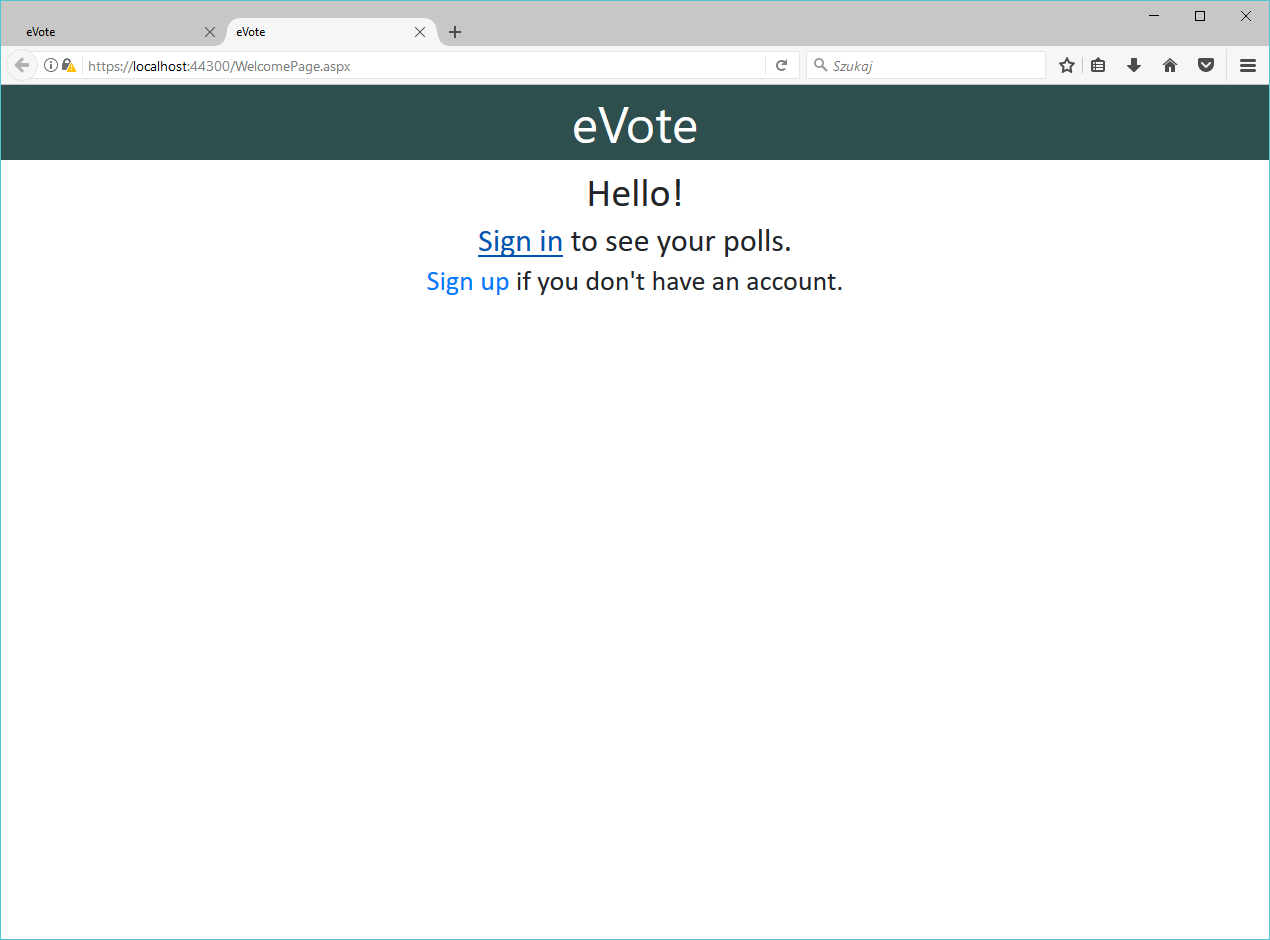 eVote
eVote
https://localhost:44300/WelcomePage.aspx
Szukaj
eVote
Hello!
Sign in to see your polls.
Sign up if you don't have an account.